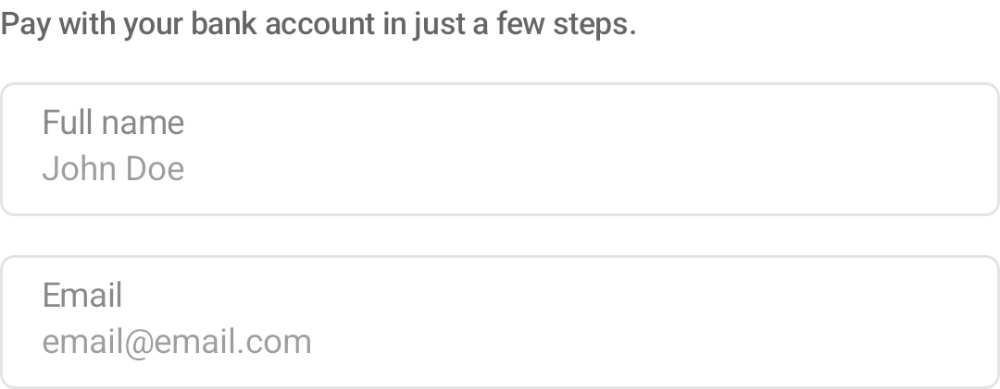 Pay with your bank account in just a few steps.
Full name
John Doe
Email
email@email.com